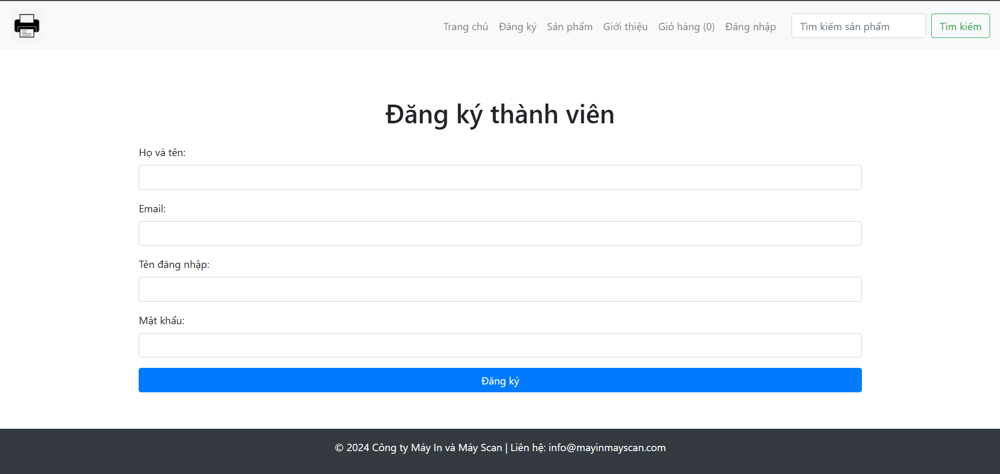 Trang chủ Đăng ký Sản phẩm Giới thiệu Giỏ hàng (0) Đăng nhập Tìm kiếm sản phẩm Tìm kiếm
Đăng ký thành viên
Họ và tên:
Email:
Tên đăng nhập:
Mật khẩu:
Đăng ký
© 2024 Công ty Máy In và Máy Scan | Liên hệ: info@mayinmayscan.com